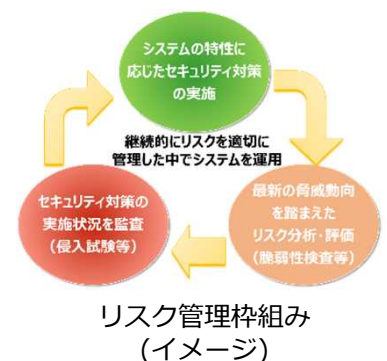 システムの特性に
応じたセキュリティ対策
の実施
継続的にリスクを適切に
管理した中でシステムを運用
セキュリティ対策の
実施状況を監査
(侵入試験等)
最新の脅威動向
を踏まえた
リスク分析・評価
(脆弱性検査等)
リスク管理枠組み
(イメージ)